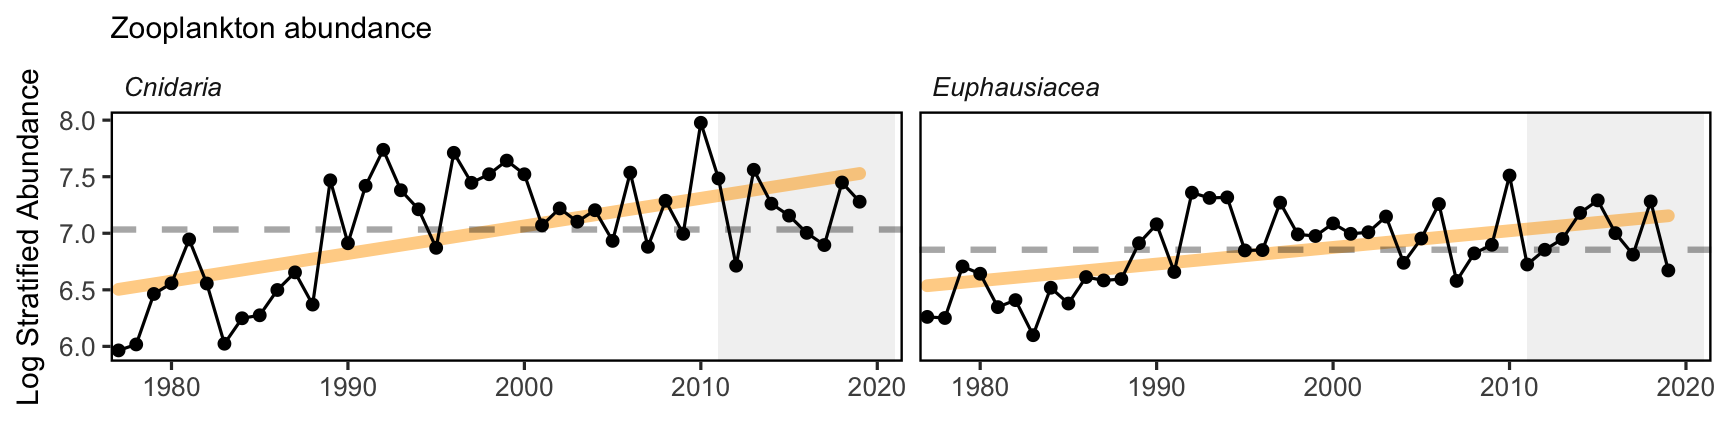 Zooplankton abundance
Cnidaria
Euphausiacea
Log Stratified Abundance
8.0
7.5
7.0
6.5
6.0
1980 1990 2000 2010 2020
1980 1990 2000 2010 2020